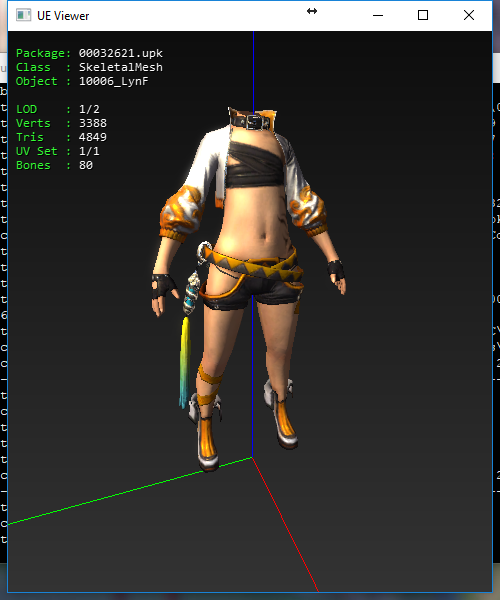 UE Viewer
Package: 00032621.upk
Class : SkeletalMesh
Object : 10006_LynF
LOD : 1/2
Verts : 3388
Tris : 4849
UV Set : 1/1
Bones : 80